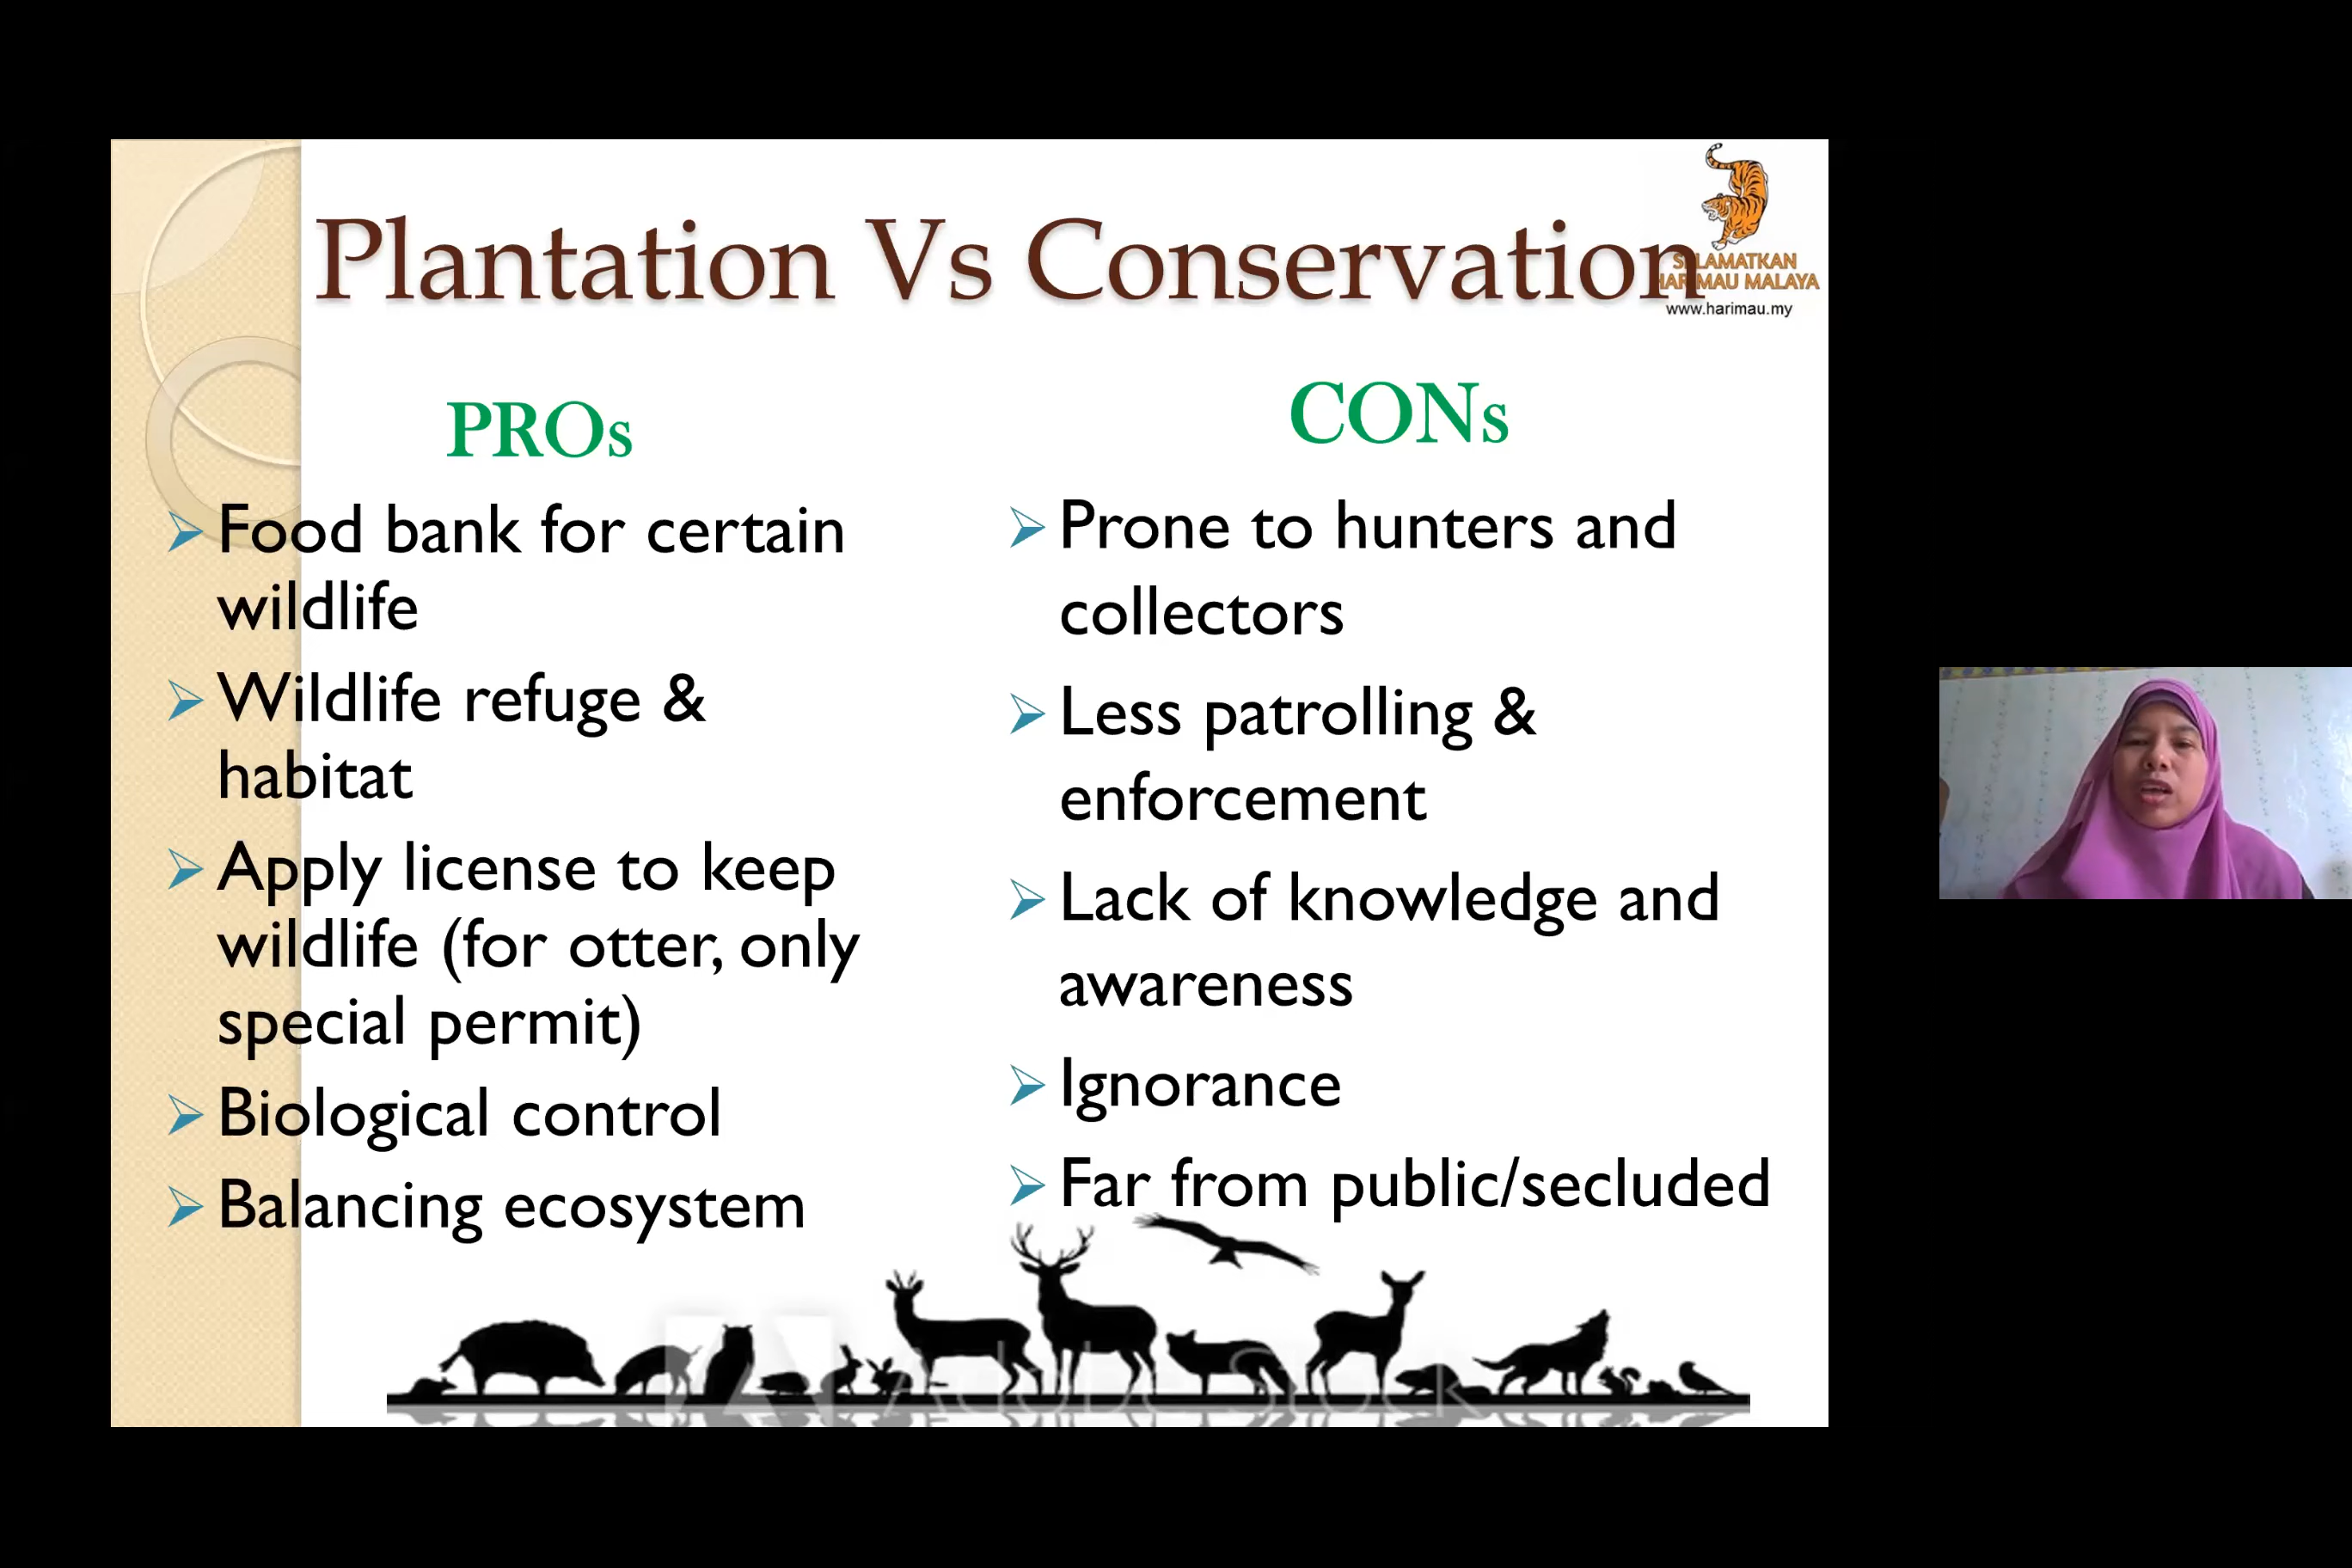 Plantation Vs Conservation
SELAMATKAN
HARIMAU MALAYA
www.harimau.my
PROs
Food bank for certain
wildlife
Wildlife refuge &
habitat
Apply license to keep
wildlife (for otter, only
special permit)
Biological control
Balancing ecosystem
CONs
Prone to hunters and
collectors
Less patrolling &
enforcement
Lack of knowledge and
awareness
Ignorance
Far from public/secluded
Adobe Stock